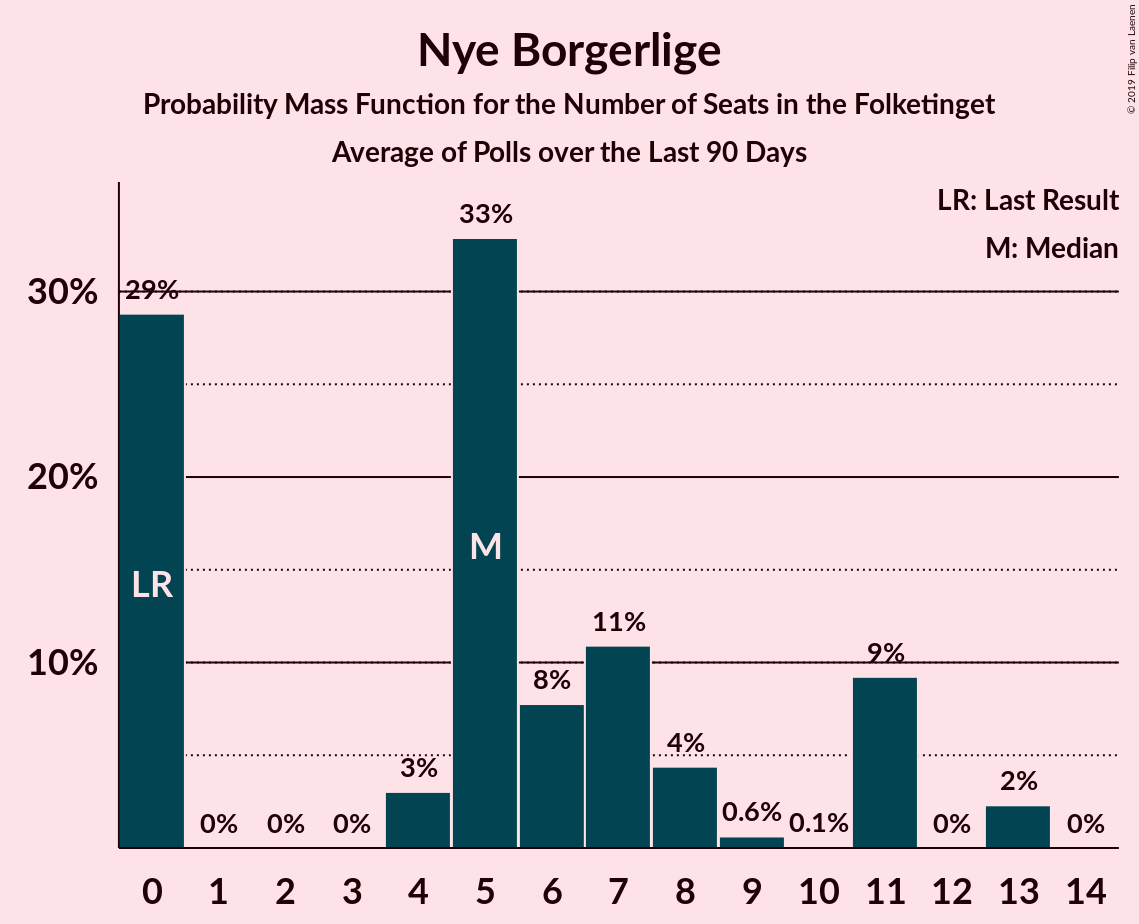 Nye Borgerlige
Probability Mass Function for the Number of Seats in the Folketinget
Average of Polls over the Last 90 Days
© 2019 Filip van Laenen
LR: Last Result
M: Median
30%
20%
10%
29%
0%
0%
0%
3%
33%
8%
11%
4%
0.6%
0.1%
9%
0%
2%
0%
LR
M
0 1 2 3 4 5 6 7 8 9 10 11 12 13 14